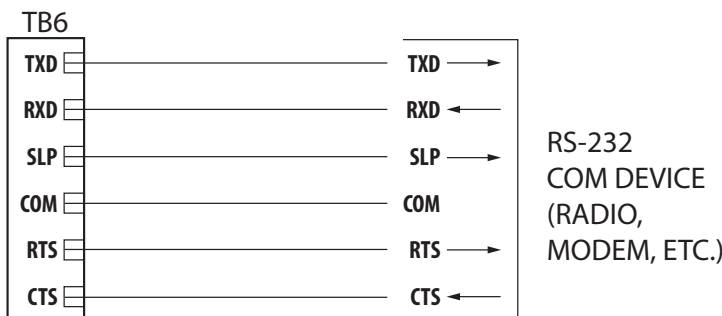 TB6
TXD TXD
RXD RXD
SLP SLP
COM COM
RTS RTS
CTS CTS
RS-232
COM DEVICE
(RADIO,
MODEM, ETC.)